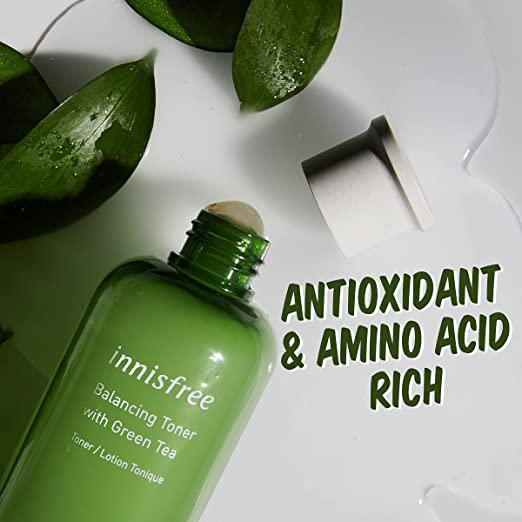 innisfree
Balancing Toner
with Green Tea
Toner / Lotion Tonique
ANTIOXIDANT
& AMINO ACID
RICH